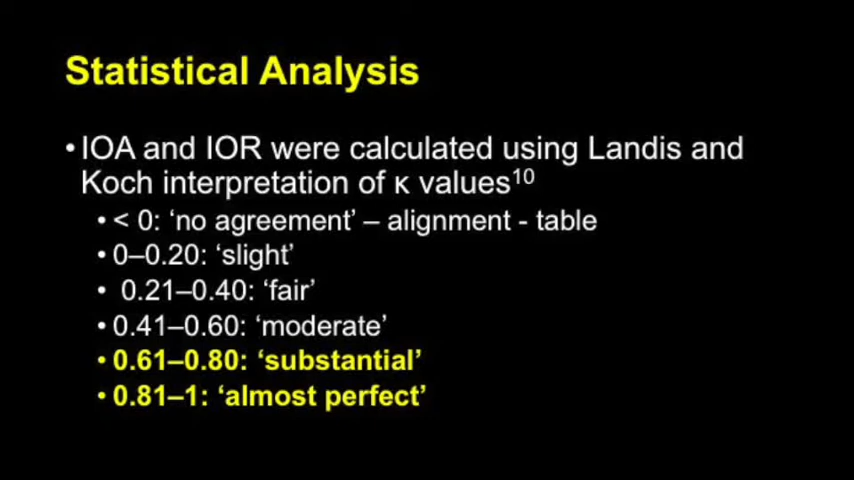 Statistical Analysis
• IOA and IOR were calculated using Landis and
Koch interpretation of κ values¹⁰
• < 0: ‘no agreement’ – alignment - table
• 0–0.20: ‘slight’
• 0.21–0.40: ‘fair’
• 0.41–0.60: ‘moderate’
• 0.61–0.80: ‘substantial’
• 0.81–1: ‘almost perfect’